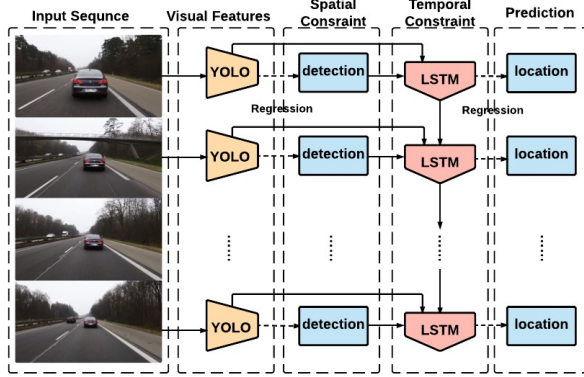 Input Sequnce
Visual Features
Spatial
Consraint
Temporal
Constraint
Prediction
YOLO
detection
LSTM
location
Regression
Regression
YOLO
detection
LSTM
location
YOLO
detection
LSTM
location